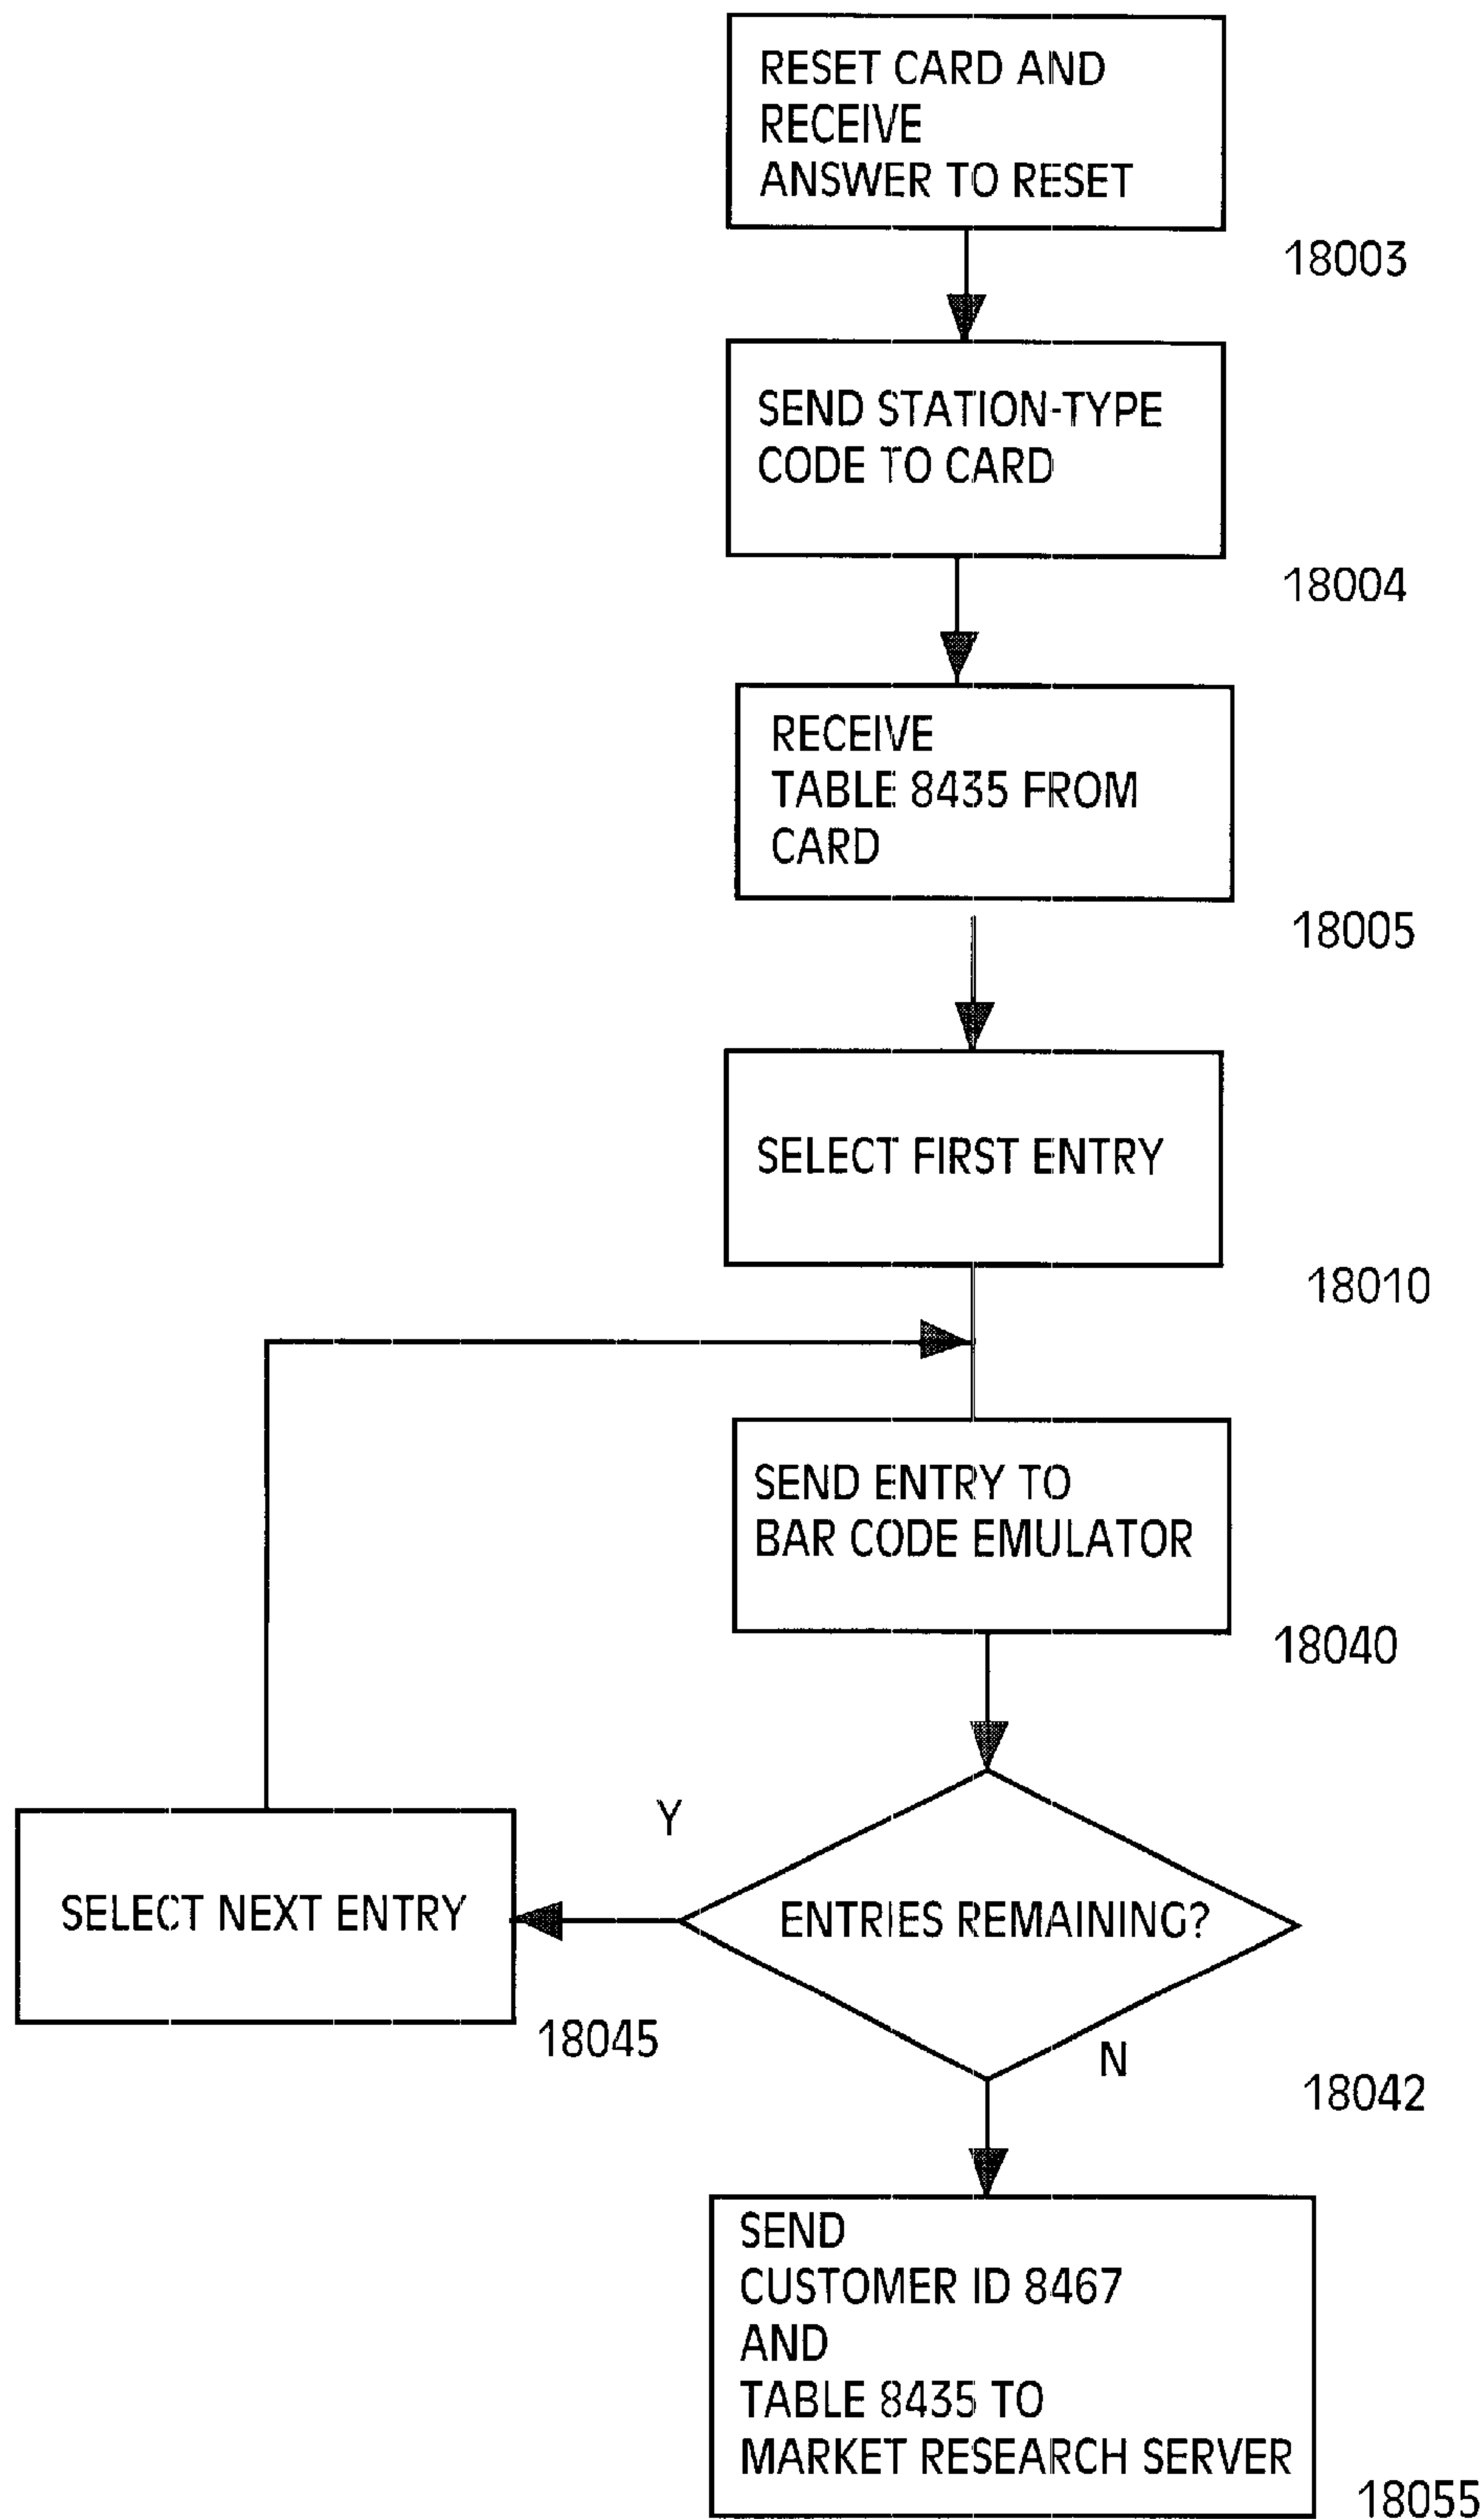 RESET CARD AND
RECEIVE
ANSWER TO RESET
18003
SEND STATION-TYPE
CODE TO CARD
18004
RECEIVE
TABLE 8435 FROM
CARD
18005
SELECT FIRST ENTRY
18010
SEND ENTRY TO
BAR CODE EMULATOR
18040
Y
SELECT NEXT ENTRY
18045
ENTRIES REMAINING?
N
18042
SEND
CUSTOMER ID 8467
AND
TABLE 8435 TO
MARKET RESEARCH SERVER
18055